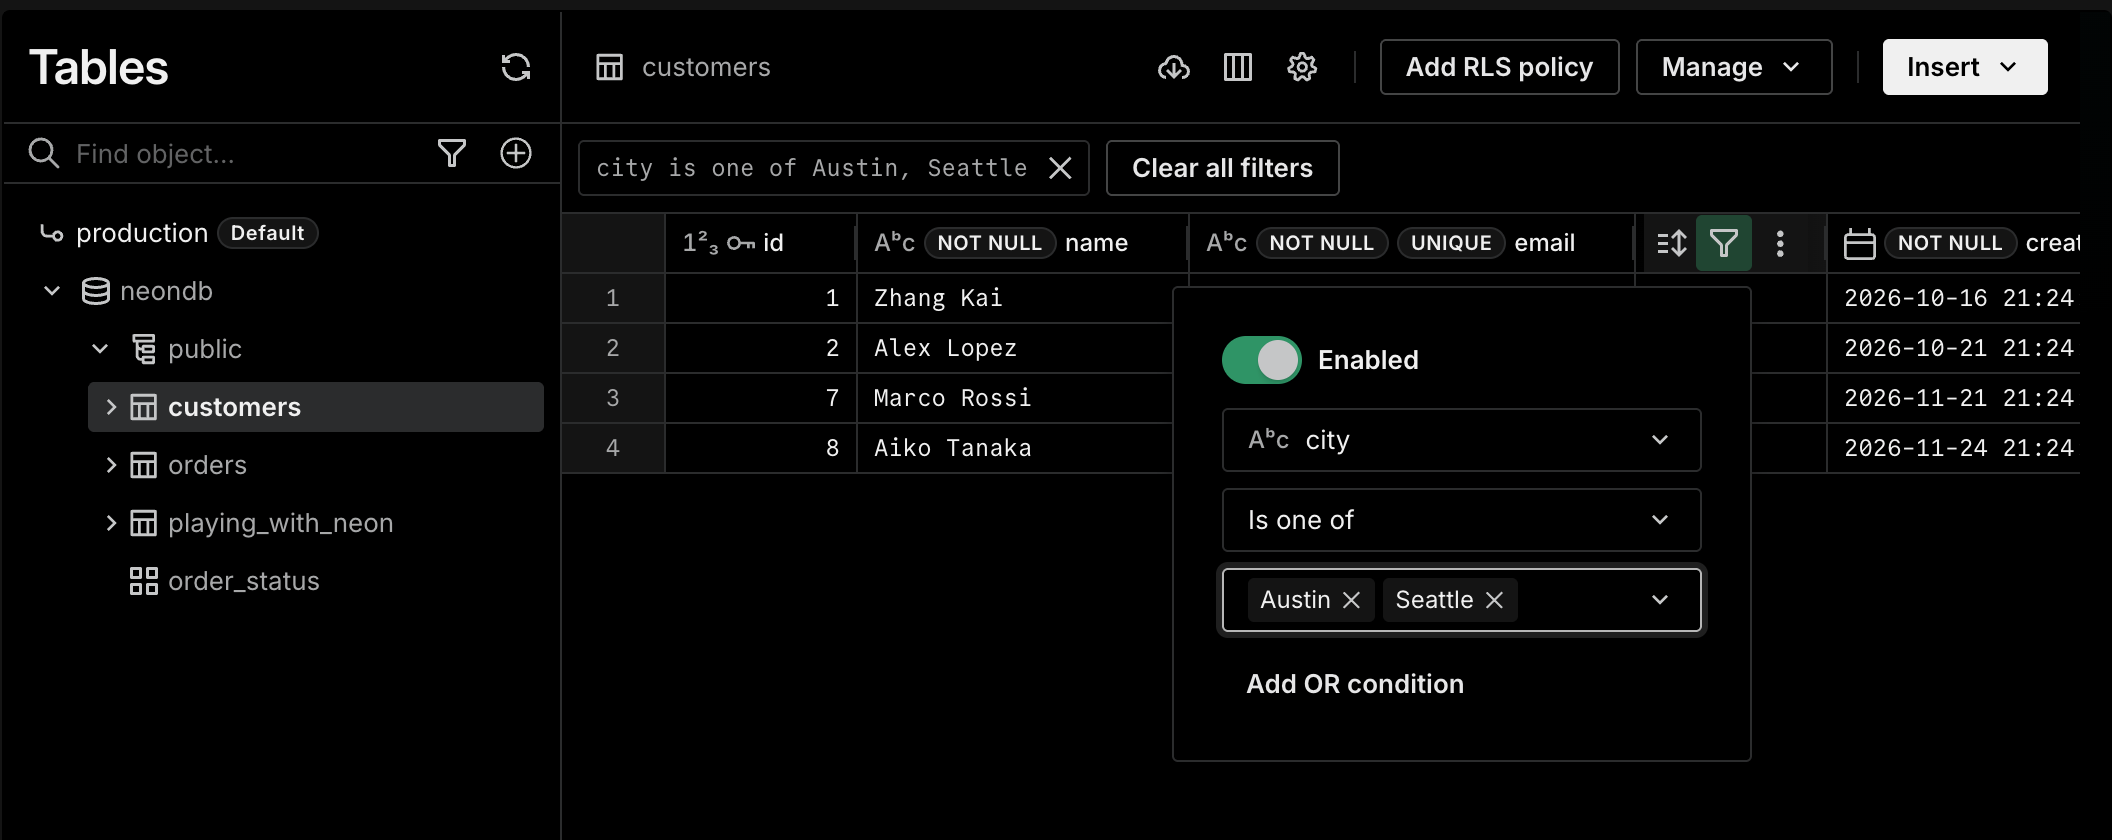 Tables
Find object...
production Default
neondb
public
customers
orders
playing_with_neon
order_status
customers
Add RLS policy
Manage
Insert
city is one of Austin, Seattle
Clear all filters
id NOT NULL name NOT NULL UNIQUE email NOT NULL creat
1 1 Zhang Kai 2026-10-16 21:24
2 2 Alex Lopez 2026-10-21 21:24
3 7 Marco Rossi 2026-11-21 21:24
4 8 Aiko Tanaka 2026-11-24 21:24
Enabled
city
Is one of
Austin Seattle
Add OR condition